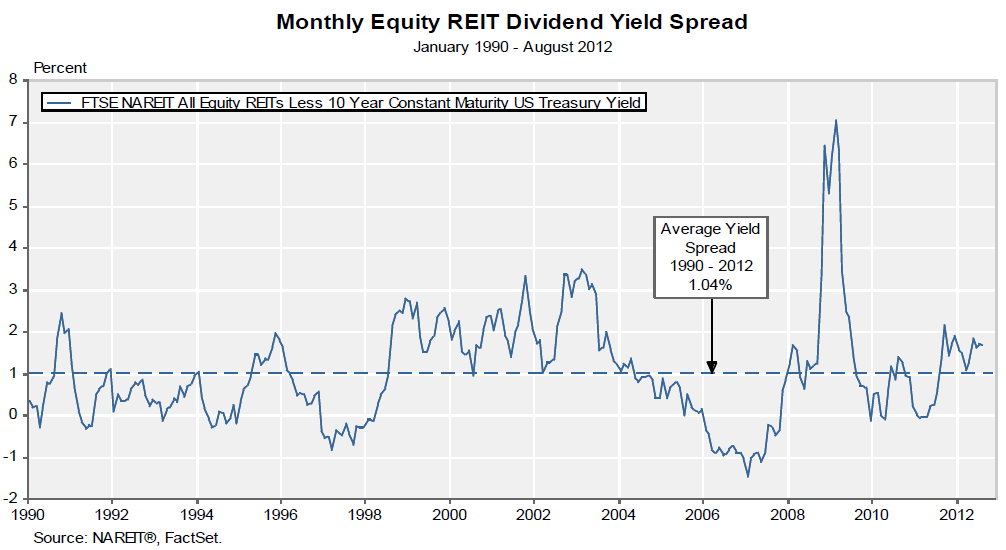 Monthly Equity REIT Dividend Yield Spread
January 1990 - August 2012
Percent
8
FTSE NAREIT All Equity REITs Less 10 Year Constant Maturity US Treasury Yield
7
6
5
Average Yield
Spread
1990 - 2012
1.04%
4
3
2
1
0
-1
-2
1990 1992 1994 1996 1998 2000 2002 2004 2006 2008 2010 2012
Source: NAREIT®, FactSet.